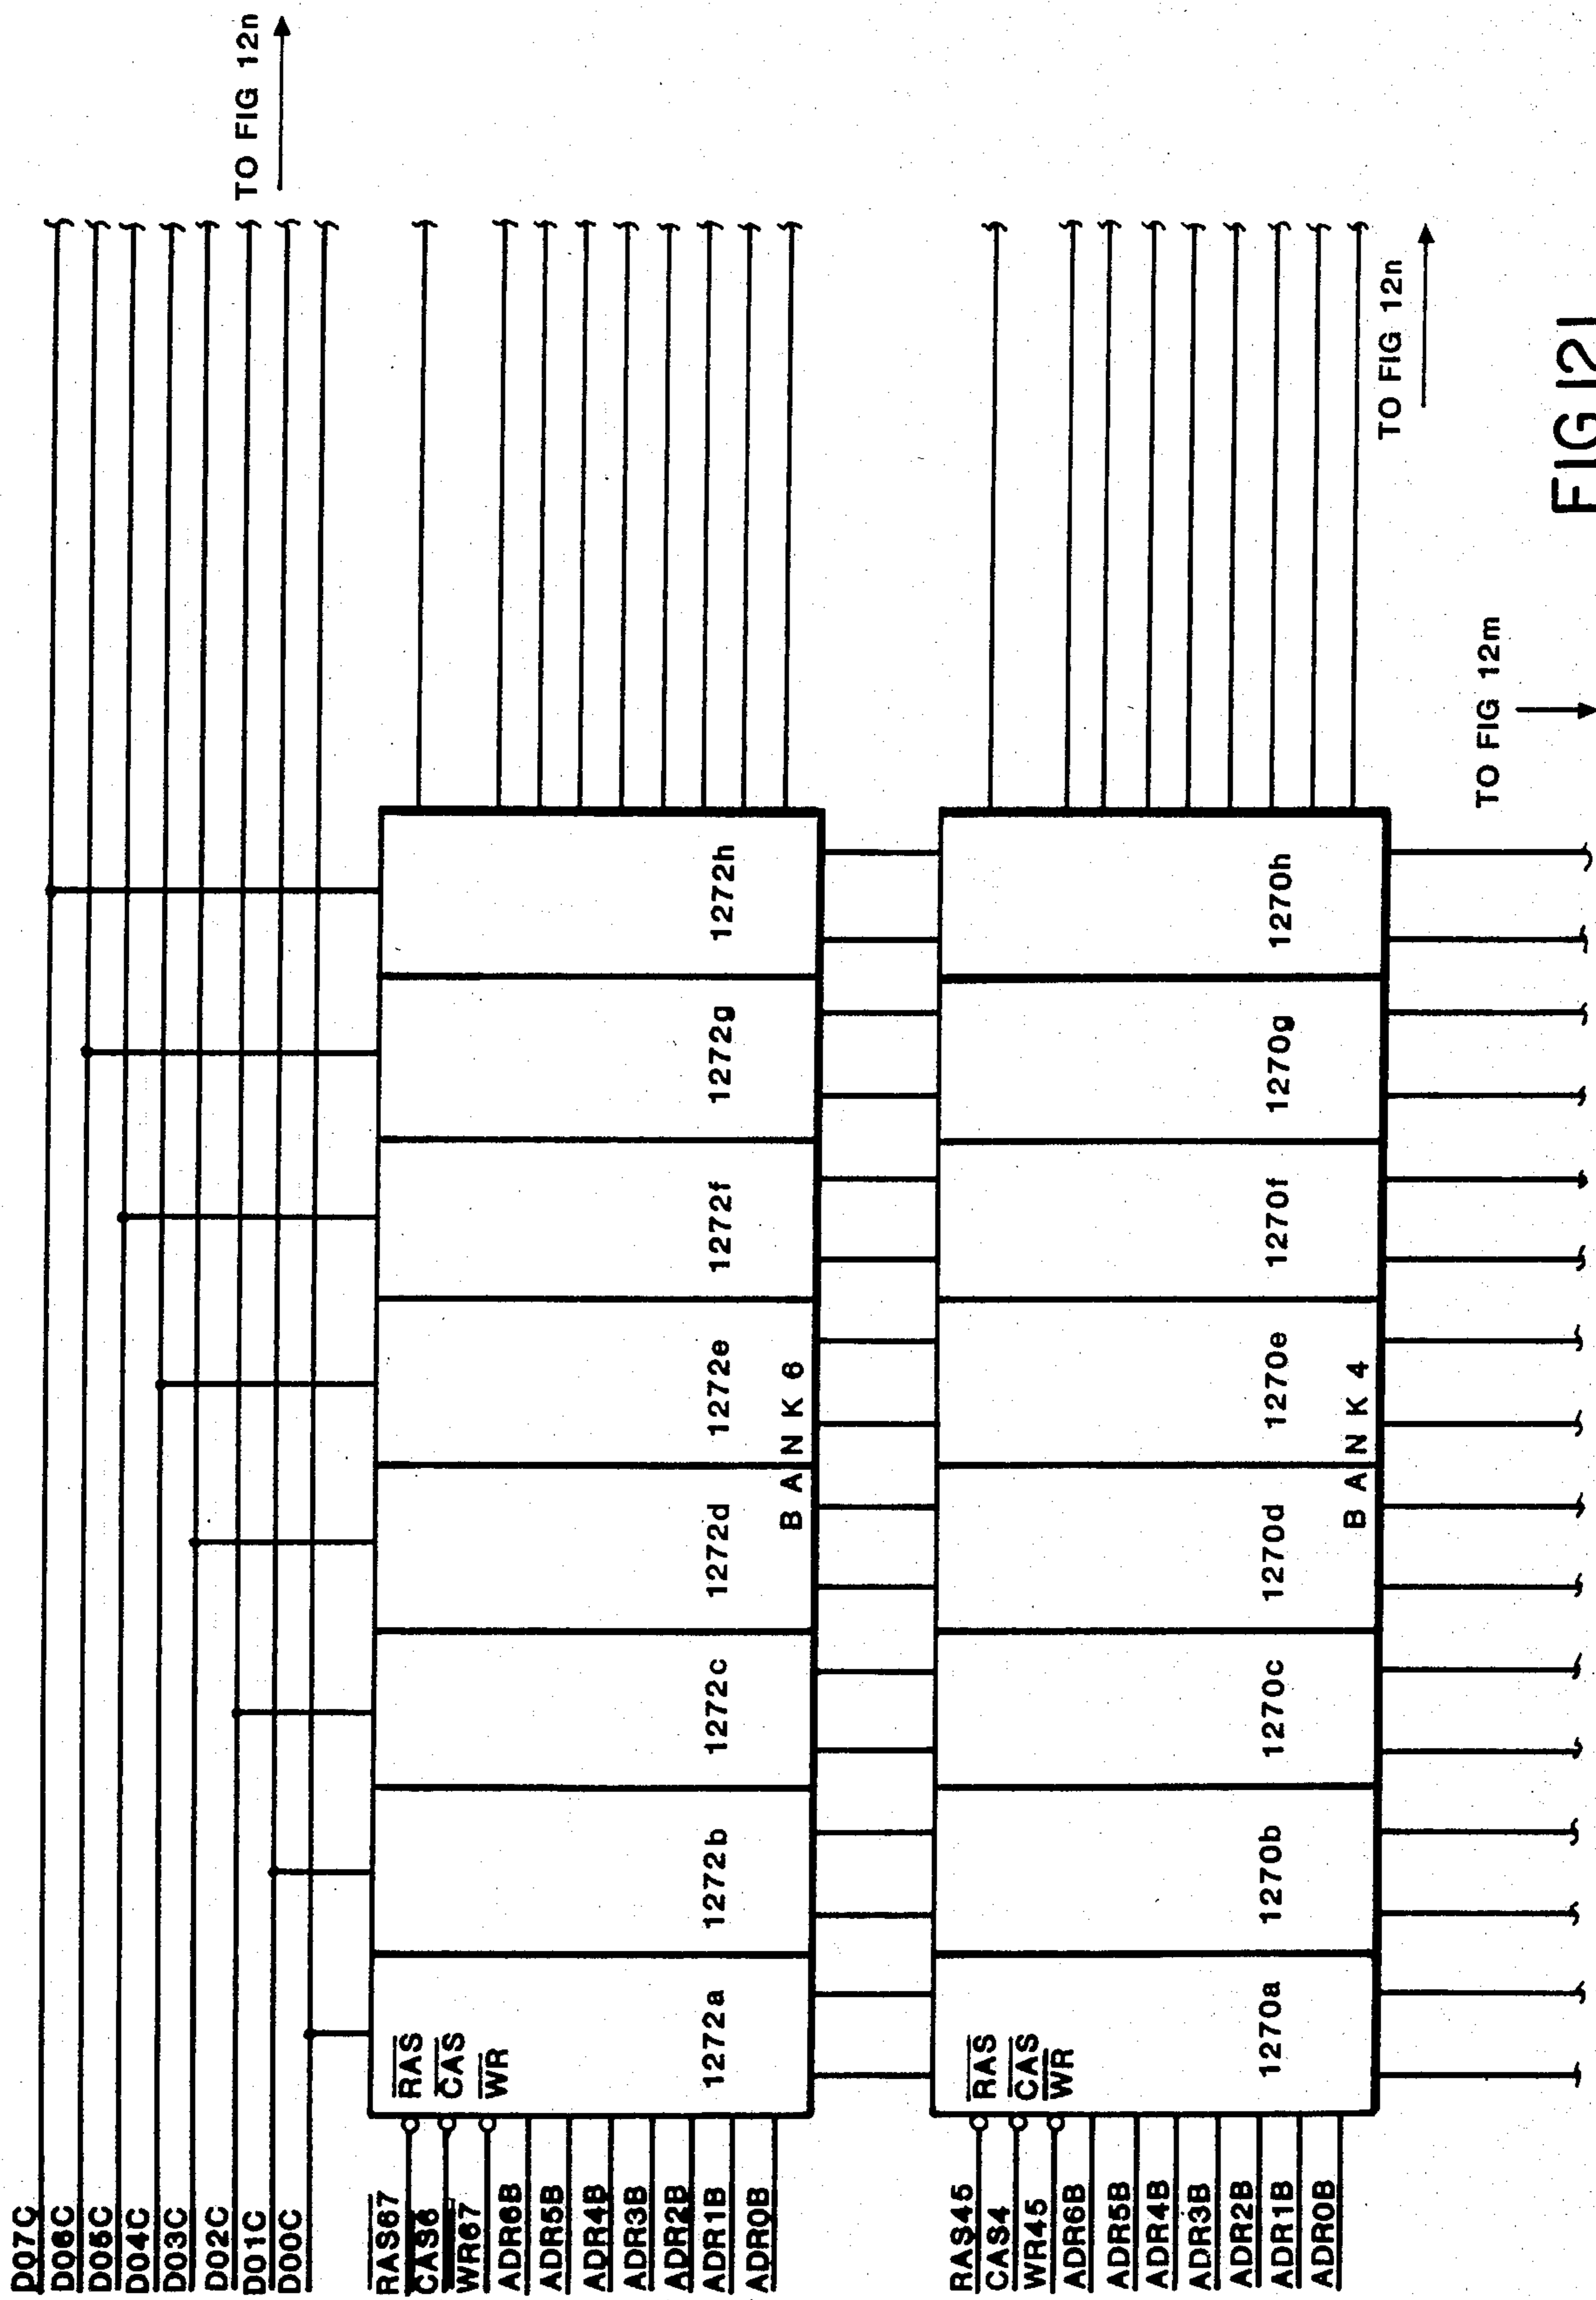 D07C
D06C
D05C
D04C
D03C
D02C
D01C
D00C
TO FIG 12n
RAS67
CAS6
WR67
ADR6B
ADR5B
ADR4B
ADR3B
ADR2B
ADR1B
ADR0B
RAS
CAS
WR
1272a 1272b 1272c 1272d 1272e 1272f 1272g 1272h
BANK 6
RAS45
CAS4
WR45
ADR6B
ADR5B
ADR4B
ADR3B
ADR2B
ADR1B
ADR0B
RAS
CAS
WR
1270a 1270b 1270c 1270d 1270e 1270f 1270g 1270h
BANK 4
TO FIG 12n
TO FIG 12m
FIG 12l